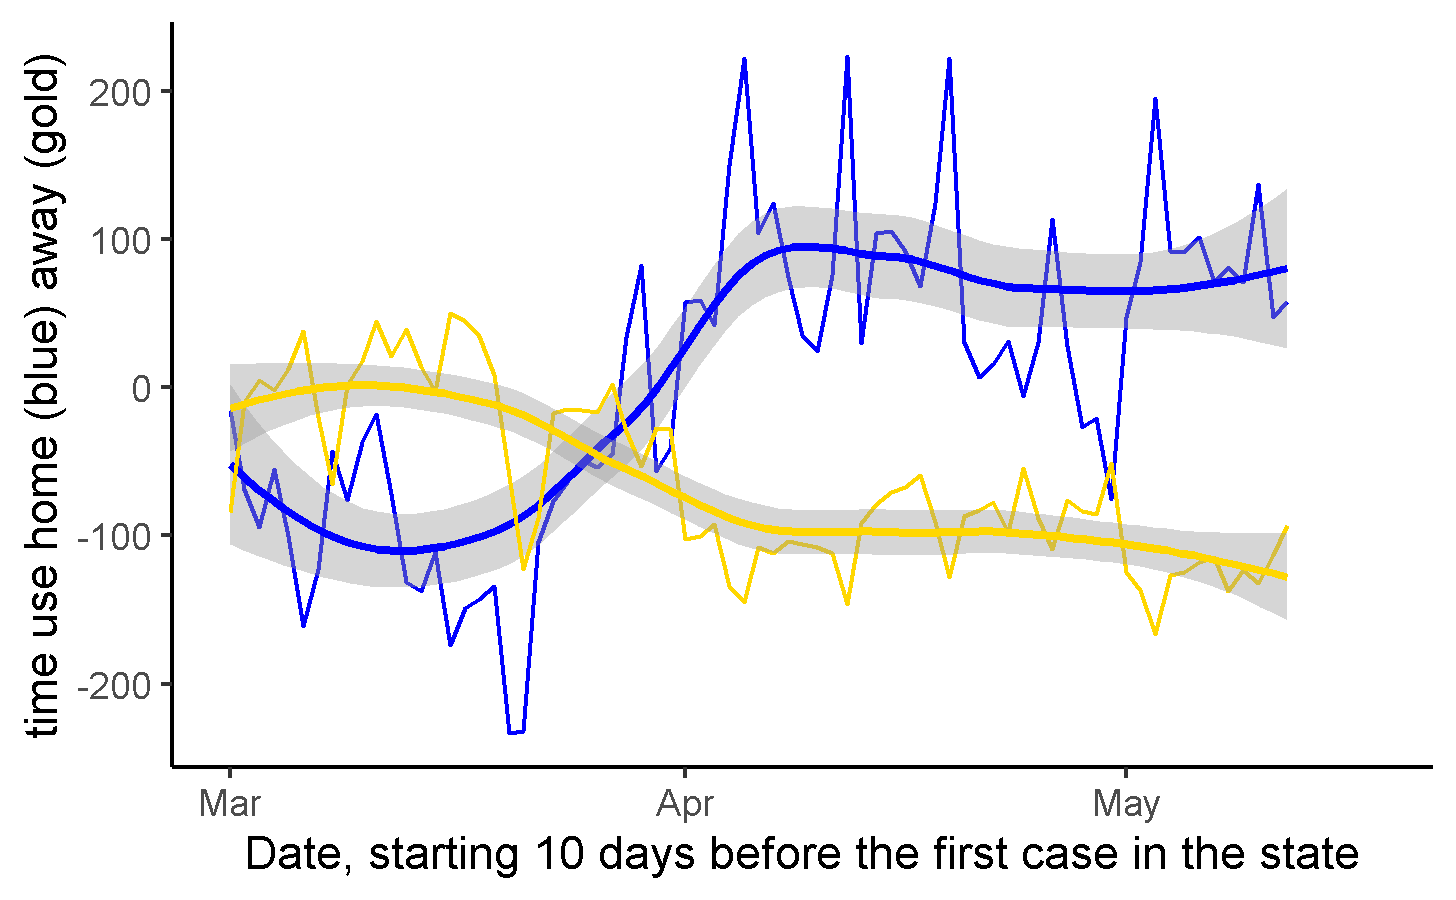 time use home (blue) away (gold)
200
100
0
-100
-200
Mar
Apr
May
Date, starting 10 days before the first case in the state